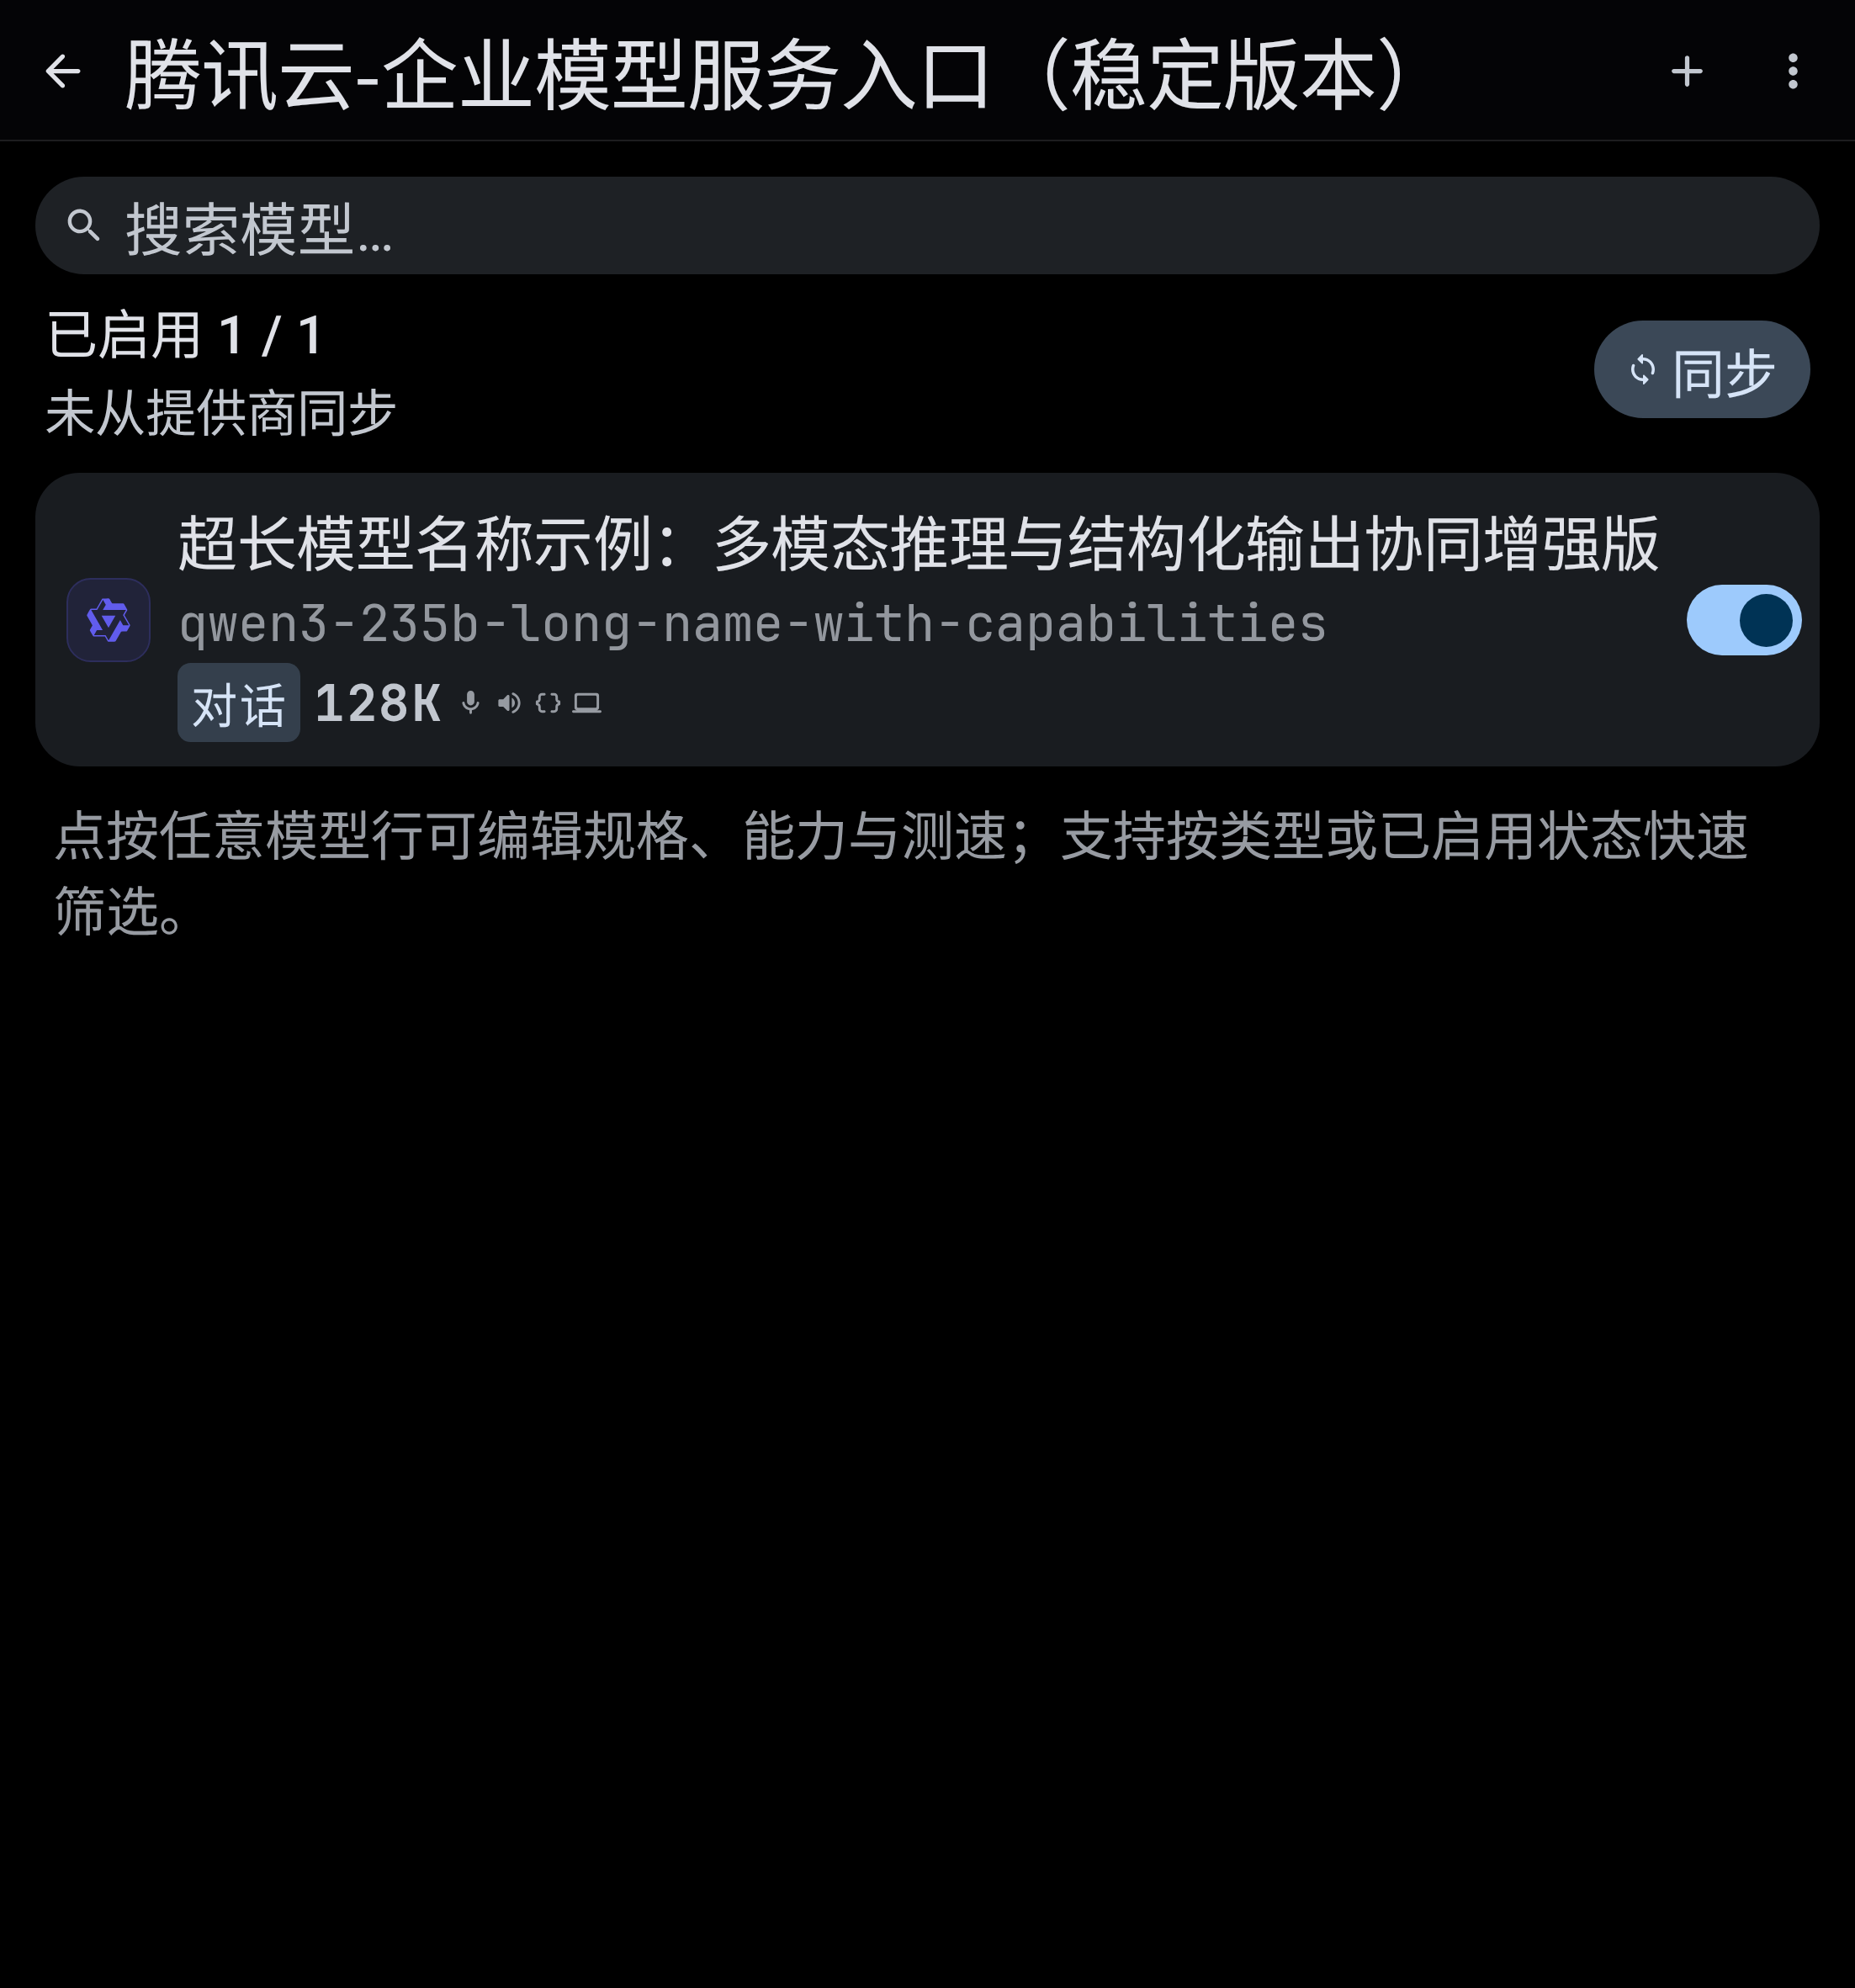 腾讯云-企业模型服务入口（稳定版本）
搜索模型...
已启用 1 / 1
未从提供商同步
同步
超长模型名称示例：多模态推理与结构化输出协同增强版
qwen3-235b-long-name-with-capabilities
对话 128K
点按任意模型行可编辑规格、能力与测速；支持按类型或已启用状态快速
筛选。